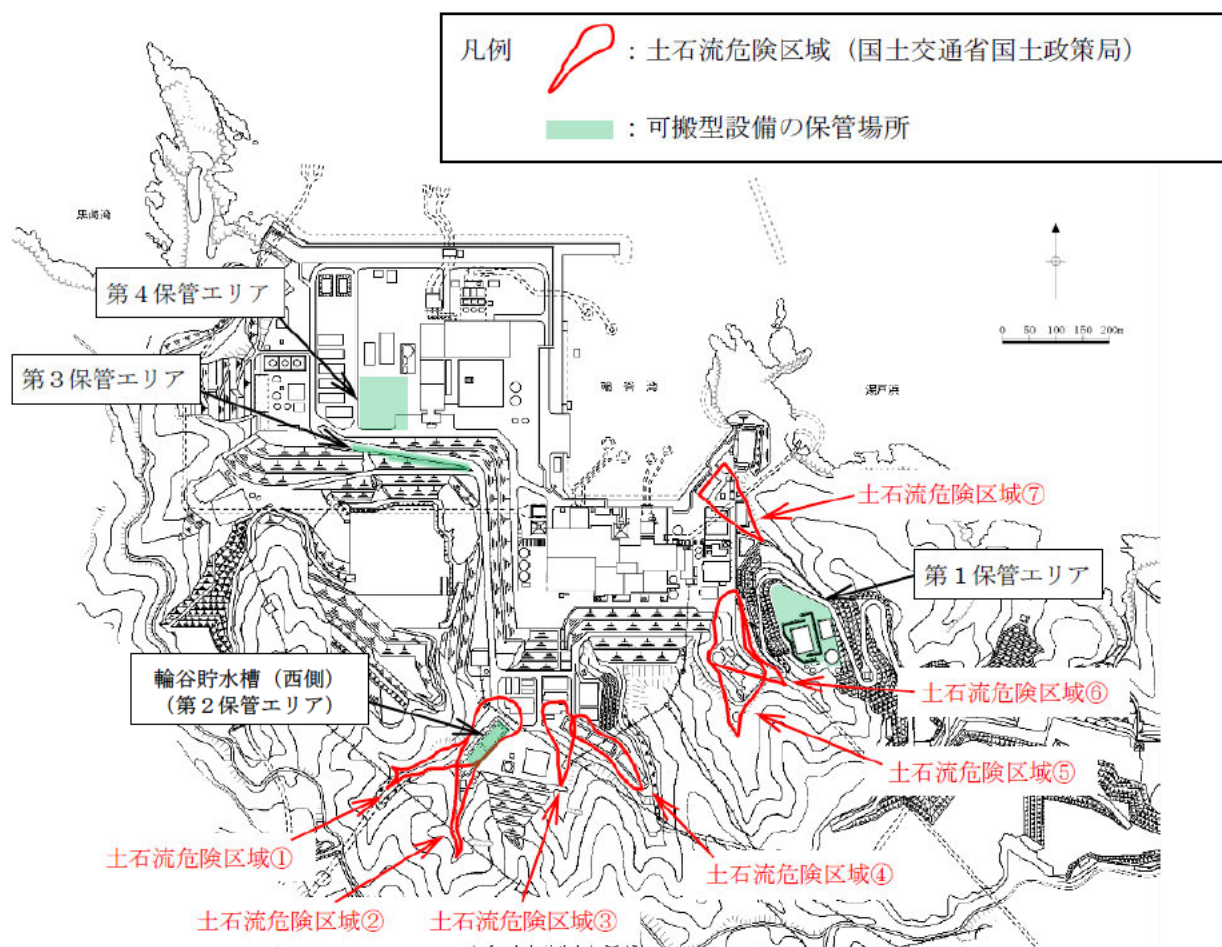 凡例
：土石流危険区域（国土交通省国土政策局）
：可搬型設備の保管場所
第４保管エリア
第３保管エリア
0 50 100 150 200m
土石流危険区域⑦
第１保管エリア
輪谷貯水槽（西側）
（第２保管エリア）
土石流危険区域⑥
土石流危険区域⑤
土石流危険区域①
土石流危険区域④
土石流危険区域②
土石流危険区域③